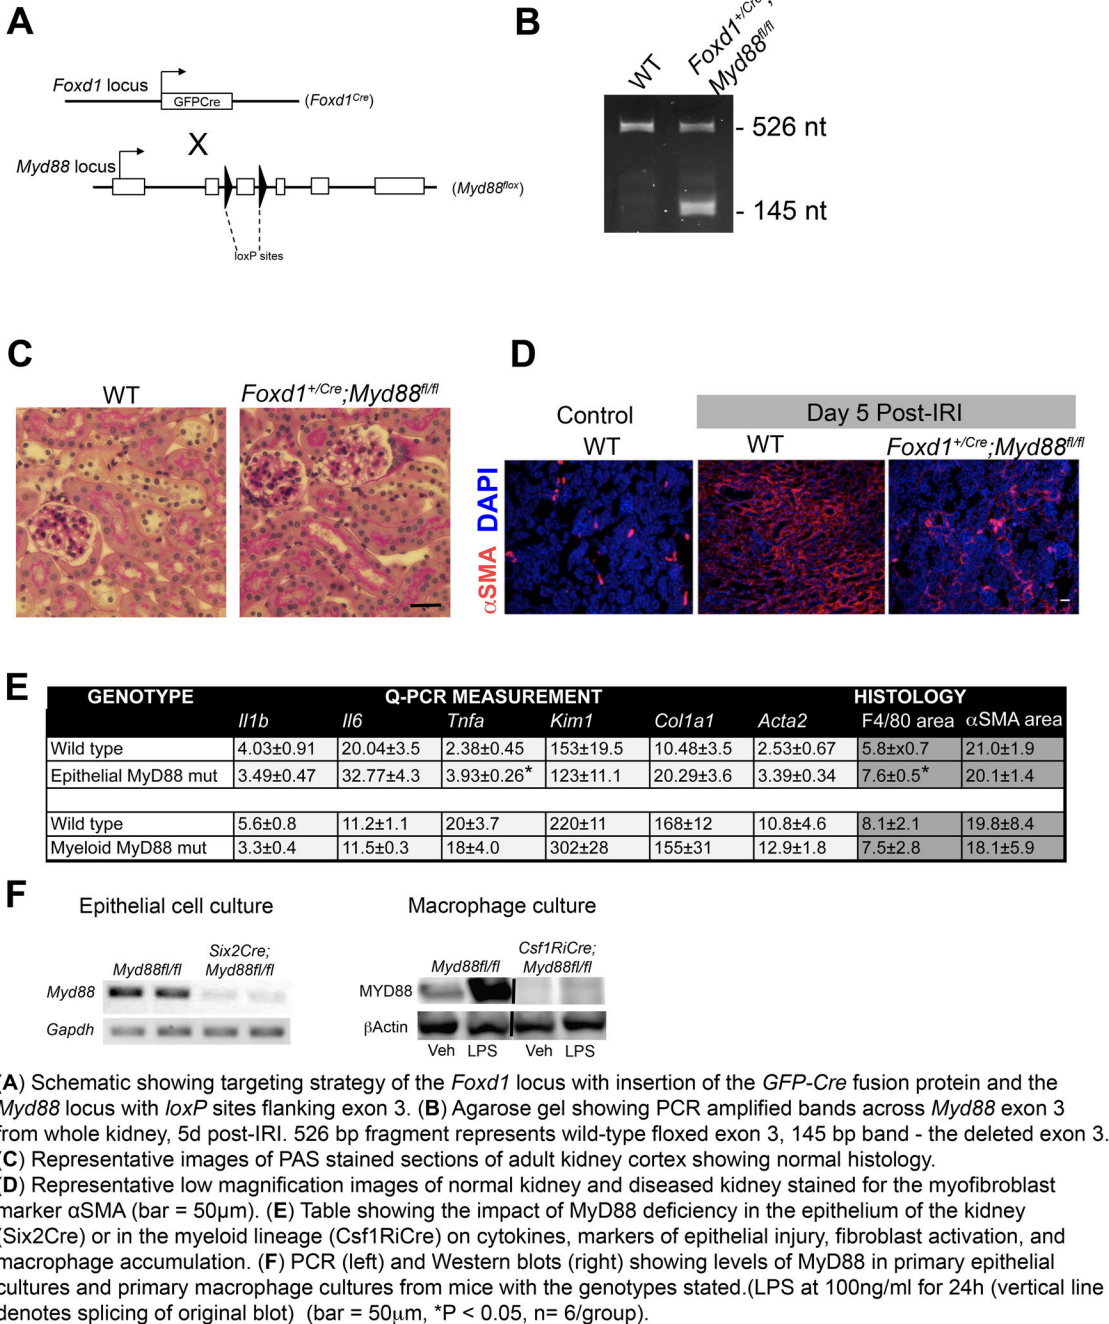 A
B
Foxd1 locus
GFPCre
(Foxd1Cre)
X
Myd88 locus
(Myd88flox)
loxP sites
WT
Foxd1+/Cre;
Myd88fl/fl
- 526 nt
- 145 nt
C
D
WT
Foxd1+/Cre;Myd88fl/fl
Control
WT
Day 5 Post-IRI
WT
Foxd1+/Cre;Myd88fl/fl
αSMA DAPI
E
GENOTYPE Q-PCR MEASUREMENT HISTOLOGY
Il1b Il6 Tnfa Kim1 Col1a1 Acta2 F4/80 area αSMA area
Wild type 4.03±0.91 20.04±3.5 2.38±0.45 153±19.5 10.48±3.5 2.53±0.67 5.8±x0.7 21.0±1.9
Epithelial MyD88 mut 3.49±0.47 32.77±4.3 3.93±0.26* 123±11.1 20.29±3.6 3.39±0.34 7.6±0.5* 20.1±1.4
Wild type 5.6±0.8 11.2±1.1 20±3.7 220±11 168±12 10.8±4.6 8.1±2.1 19.8±8.4
Myeloid MyD88 mut 3.3±0.4 11.5±0.3 18±4.0 302±28 155±31 12.9±1.8 7.5±2.8 18.1±5.9
F
Epithelial cell culture
Myd88fl/fl
Six2Cre;
Myd88fl/fl
Myd88
Gapdh
Macrophage culture
Myd88fl/fl
Csf1RiCre;
Myd88fl/fl
MYD88
βActin
Veh LPS Veh LPS
(A) Schematic showing targeting strategy of the Foxd1 locus with insertion of the GFP-Cre fusion protein and the
Myd88 locus with loxP sites flanking exon 3. (B) Agarose gel showing PCR amplified bands across Myd88 exon 3
from whole kidney, 5d post-IRI. 526 bp fragment represents wild-type floxed exon 3, 145 bp band - the deleted exon 3.
(C) Representative images of PAS stained sections of adult kidney cortex showing normal histology.
(D) Representative low magnification images of normal kidney and diseased kidney stained for the myofibroblast
marker αSMA (bar = 50µm). (E) Table showing the impact of MyD88 deficiency in the epithelium of the kidney
(Six2Cre) or in the myeloid lineage (Csf1RiCre) on cytokines, markers of epithelial injury, fibroblast activation, and
macrophage accumulation. (F) PCR (left) and Western blots (right) showing levels of MyD88 in primary epithelial
cultures and primary macrophage cultures from mice with the genotypes stated.(LPS at 100ng/ml for 24h (vertical line
denotes splicing of original blot) (bar = 50µm, *P < 0.05, n= 6/group).